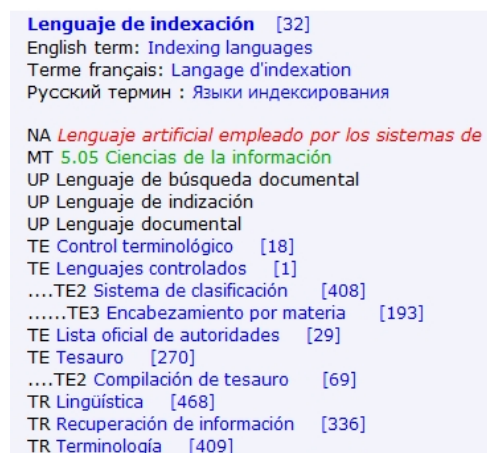 Lenguaje de indexación [32]
English term: Indexing languages
Terme français: Langage d'indexation
Русский термин : Языки индексирования
NA Lenguaje artificial empleado por los sistemas de
MT 5.05 Ciencias de la información
UP Lenguaje de búsqueda documental
UP Lenguaje de indización
UP Lenguaje documental
TE Control terminológico [18]
TE Lenguajes controlados [1]
....TE2 Sistema de clasificación [408]
......TE3 Encabezamiento por materia [193]
TE Lista oficial de autoridades [29]
TE Tesauro [270]
....TE2 Compilación de tesauro [69]
TR Lingüística [468]
TR Recuperación de información [336]
TR Terminología [409]